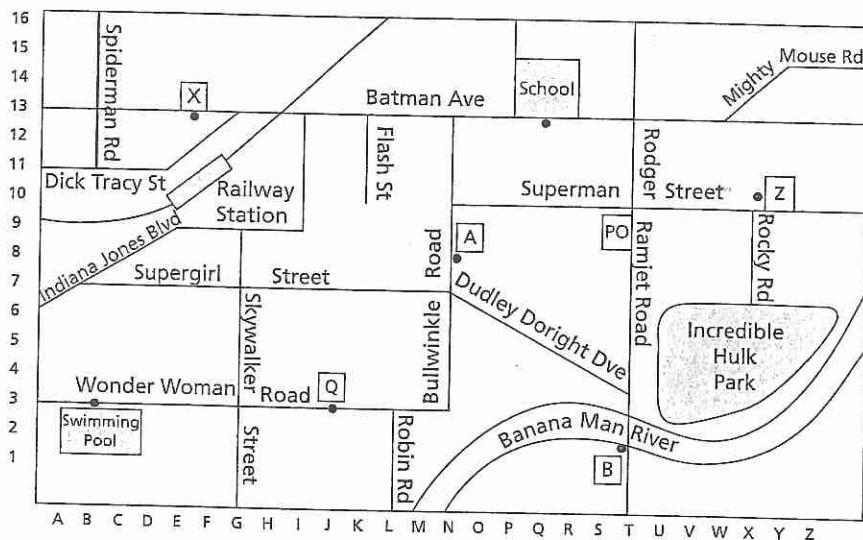 16
15
14
13
12
11
10
9
8
7
6
5
4
3
2
1
Spiderman Rd
X
Batman Ave
School
Mighty
Mouse Rd
Dick Tracy St
Railway
Station
Flash St
Superman
Rodger
Street
Z
Indiana Jones Blvd
Road
A
PO
Ramjet Road
Rocky Rd
Supergirl
Street
Skywalker
Bullwinkle
Dudley Doright Dve
Incredible
Hulk
Park
Wonder Woman
Road
Q
Swimming
Pool
Street
Robin Rd
Banana Man River
B
A B C D E F G H I J K L M N O P Q R S T U V W X Y Z